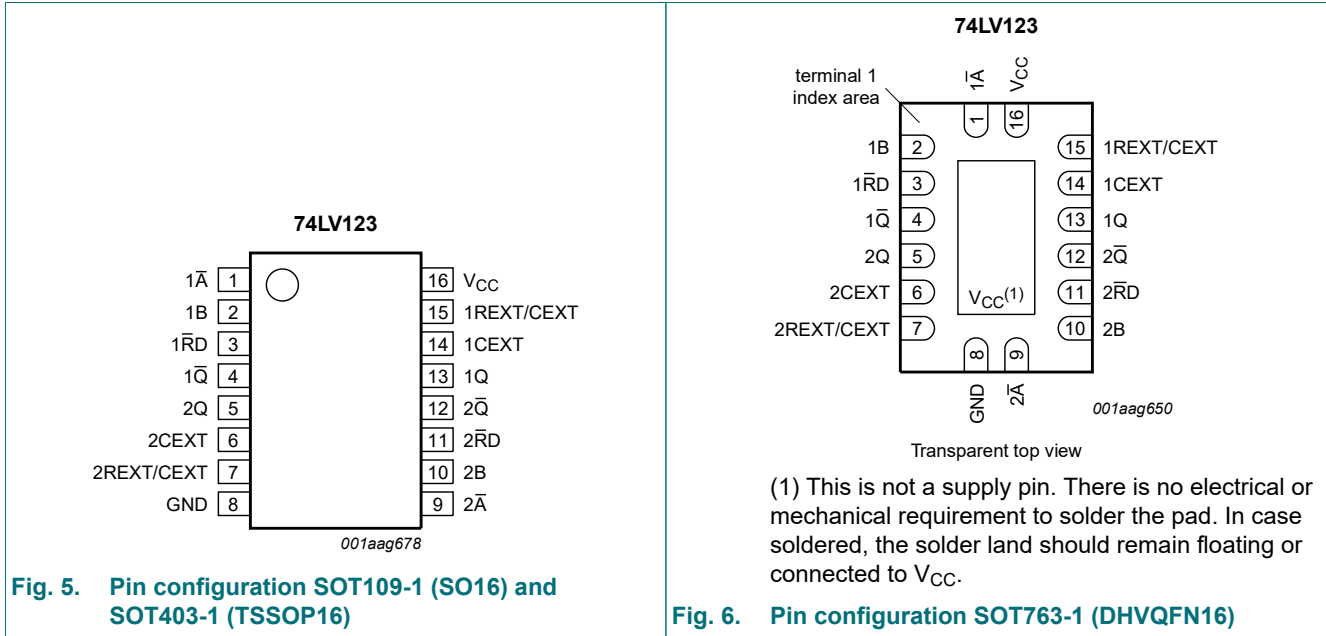 74LV123
1A̅ 1
1B 2
1R̅D 3
1Q̅ 4
2Q 5
2CEXT 6
2REXT/CEXT 7
GND 8
16 VCC
15 1REXT/CEXT
14 1CEXT
13 1Q
12 2Q̅
11 2R̅D
10 2B
9 2A̅
001aag678
Fig. 5. Pin configuration SOT109-1 (SO16) and
SOT403-1 (TSSOP16)
74LV123
terminal 1
index area
1A̅
VCC
1
16
1B 2
1R̅D 3
1Q̅ 4
2Q 5
2CEXT 6
2REXT/CEXT 7
15 1REXT/CEXT
14 1CEXT
13 1Q
12 2Q̅
11 2R̅D
10 2B
VCC(1)
8
9
GND
2A̅
001aag650
Transparent top view
(1) This is not a supply pin. There is no electrical or
mechanical requirement to solder the pad. In case
soldered, the solder land should remain floating or
connected to VCC.
Fig. 6. Pin configuration SOT763-1 (DHVQFN16)